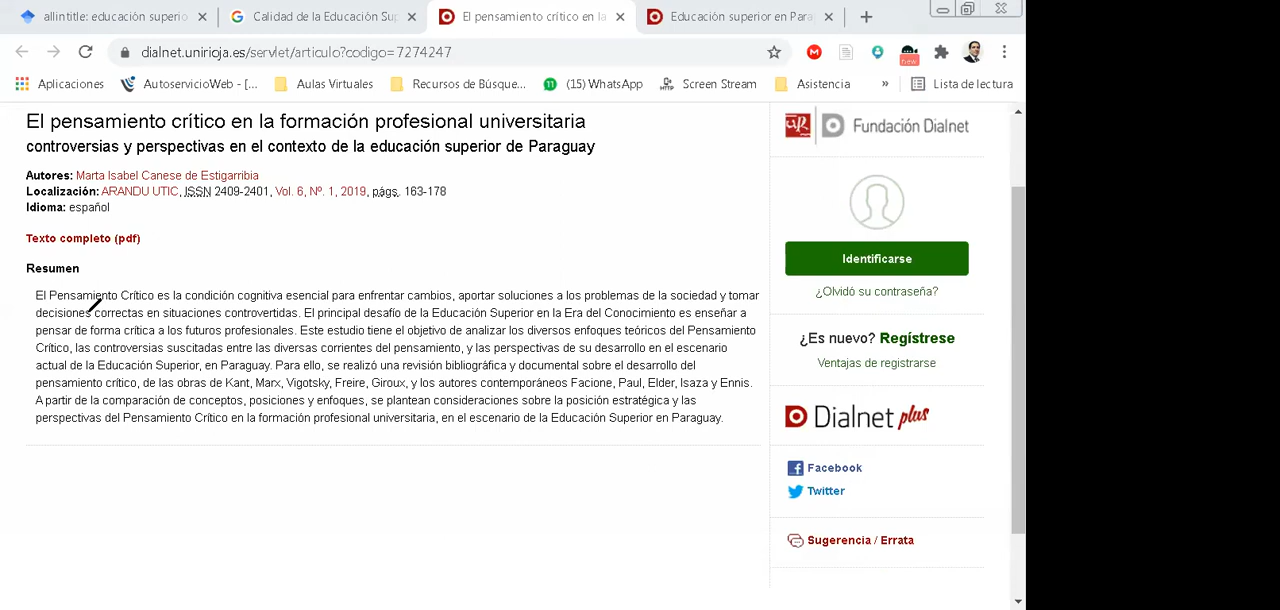 allintitle: educación superio
Calidad de la Educación Su
El pensamiento crítico en la
Educación superior en Para
dialnet.unirioja.es/servlet/articulo?codigo=7274247
new
Aplicaciones
AutoservicioWeb - [...
Aulas Virtuales
Recursos de Búsque...
11
(15) WhatsApp
HTTP
Screen Stream
Asistencia
»
Lista de lectura
El pensamiento crítico en la formación profesional universitaria
controversias y perspectivas en el contexto de la educación superior de Paraguay
Autores: Marta Isabel Canese de Estigarribia
Localización: ARANDU UTIC, ISSN 2409-2401, Vol. 6, Nº. 1, 2019, págs. 163-178
Idioma: español
Texto completo (pdf)
Resumen
El Pensamiento Crítico es la condición cognitiva esencial para enfrentar cambios, aportar soluciones a los problemas de la sociedad y tomar
decisiones correctas en situaciones controvertidas. El principal desafío de la Educación Superior en la Era del Conocimiento es enseñar a
pensar de forma crítica a los futuros profesionales. Este estudio tiene el objetivo de analizar los diversos enfoques teóricos del Pensamiento
Crítico, las controversias suscitadas entre las diversas corrientes del pensamiento, y las perspectivas de su desarrollo en el escenario
actual de la Educación Superior, en Paraguay. Para ello, se realizó una revisión bibliográfica y documental sobre el desarrollo del
pensamiento crítico, de las obras de Kant, Marx, Vigotsky, Freire, Giroux, y los autores contemporáneos Facione, Paul, Elder, Isaza y Ennis.
A partir de la comparación de conceptos, posiciones y enfoques, se plantean consideraciones sobre la posición estratégica y las
perspectivas del Pensamiento Crítico en la formación profesional universitaria, en el escenario de la Educación Superior en Paraguay.
Fundación Dialnet
Identificarse
¿Olvidó su contraseña?
¿Es nuevo? Regístrese
Ventajas de registrarse
Dialnet plus
Facebook
Twitter
Sugerencia / Errata